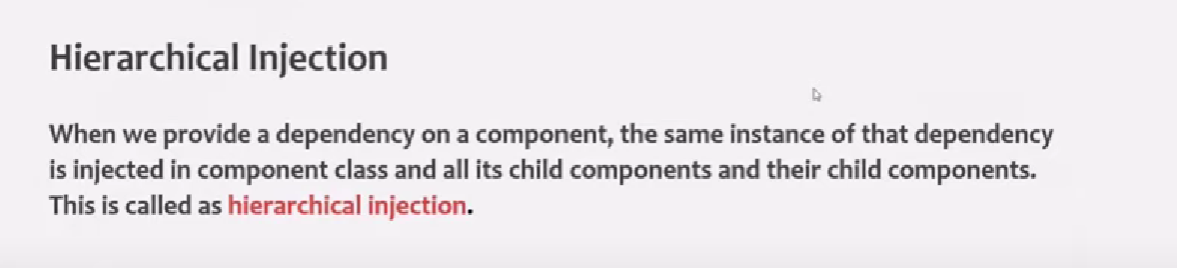 Hierarchical Injection
When we provide a dependency on a component, the same instance of that dependency
is injected in component class and all its child components and their child components.
This is called as hierarchical injection.